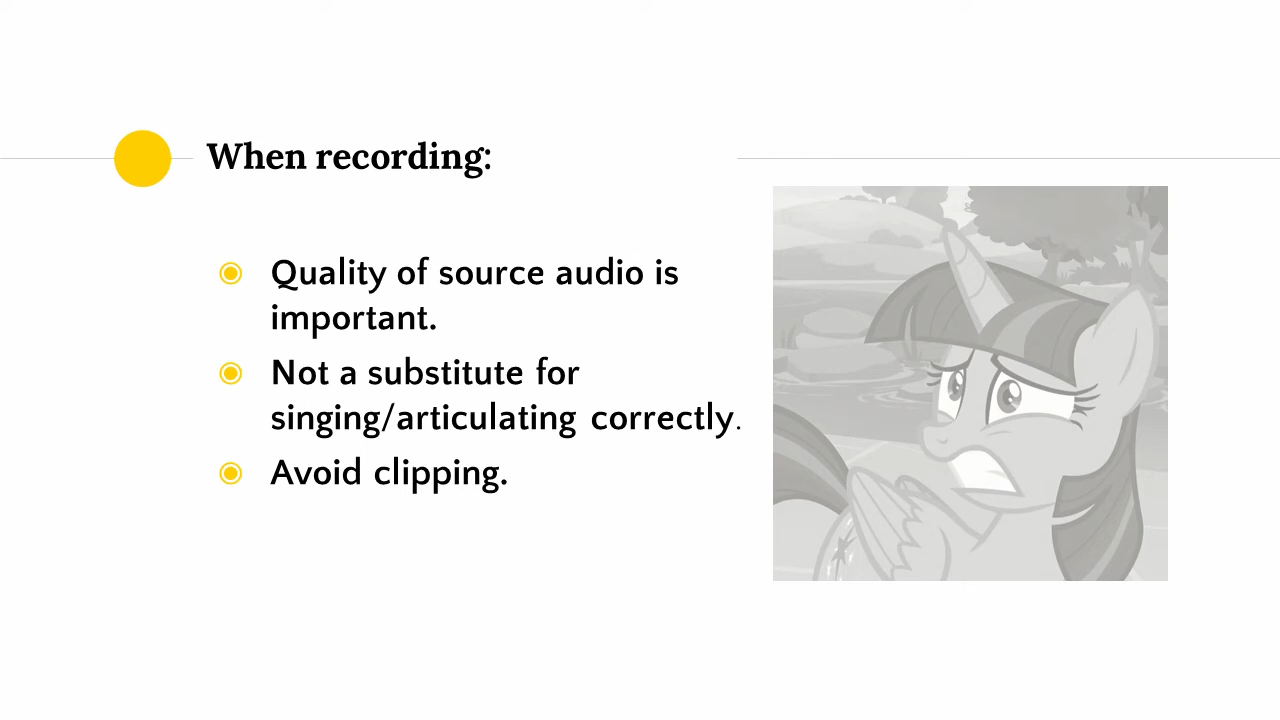 When recording:
Quality of source audio is
important.
Not a substitute for
singing/articulating correctly.
Avoid clipping.